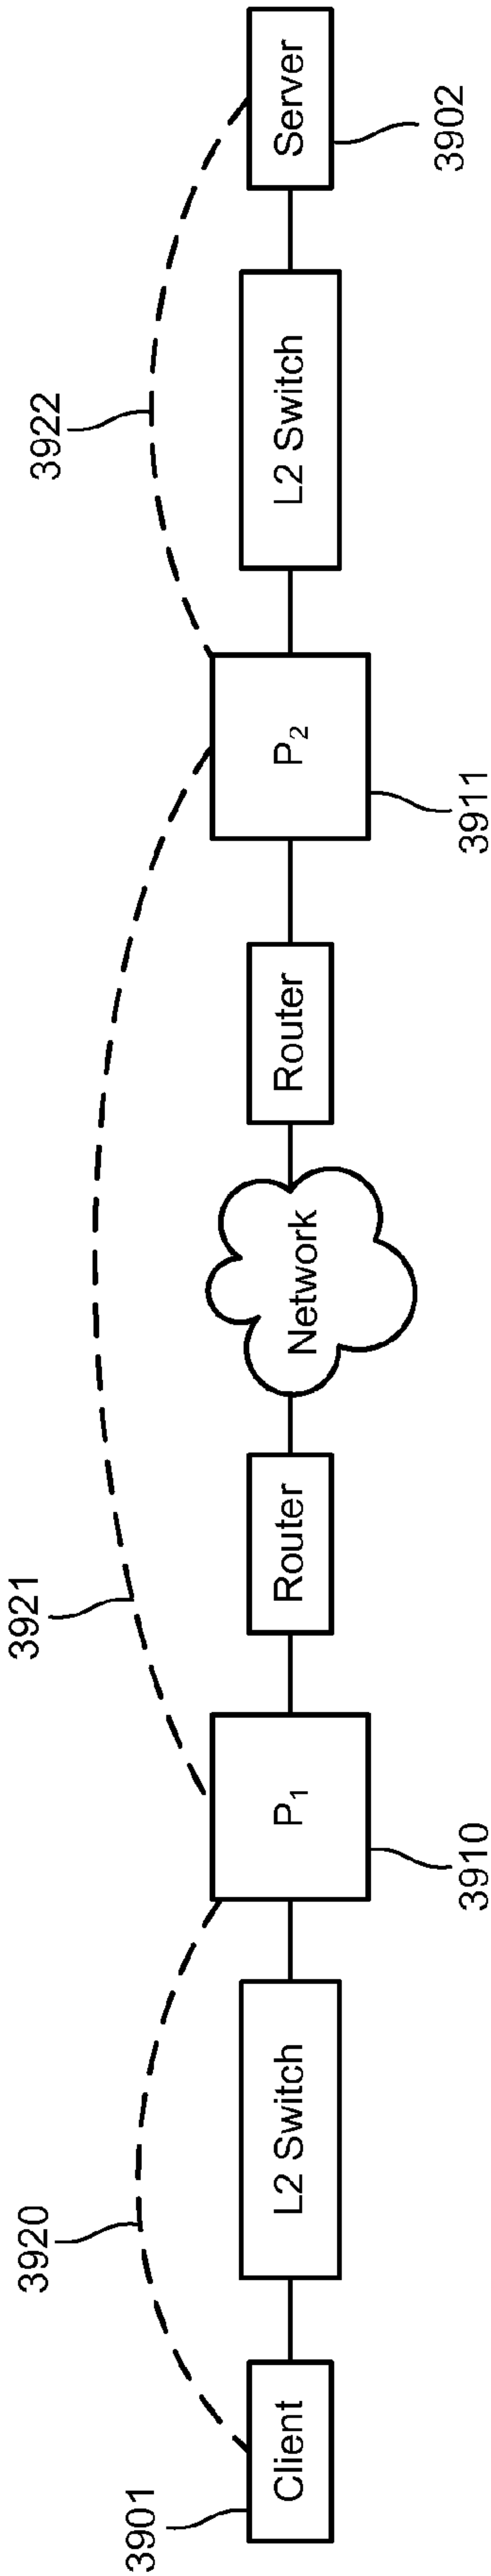 3920
3921
3922
3901
Client
L2 Switch
P₁
Router
Network
Router
P₂
L2 Switch
Server
3910
3911
3902